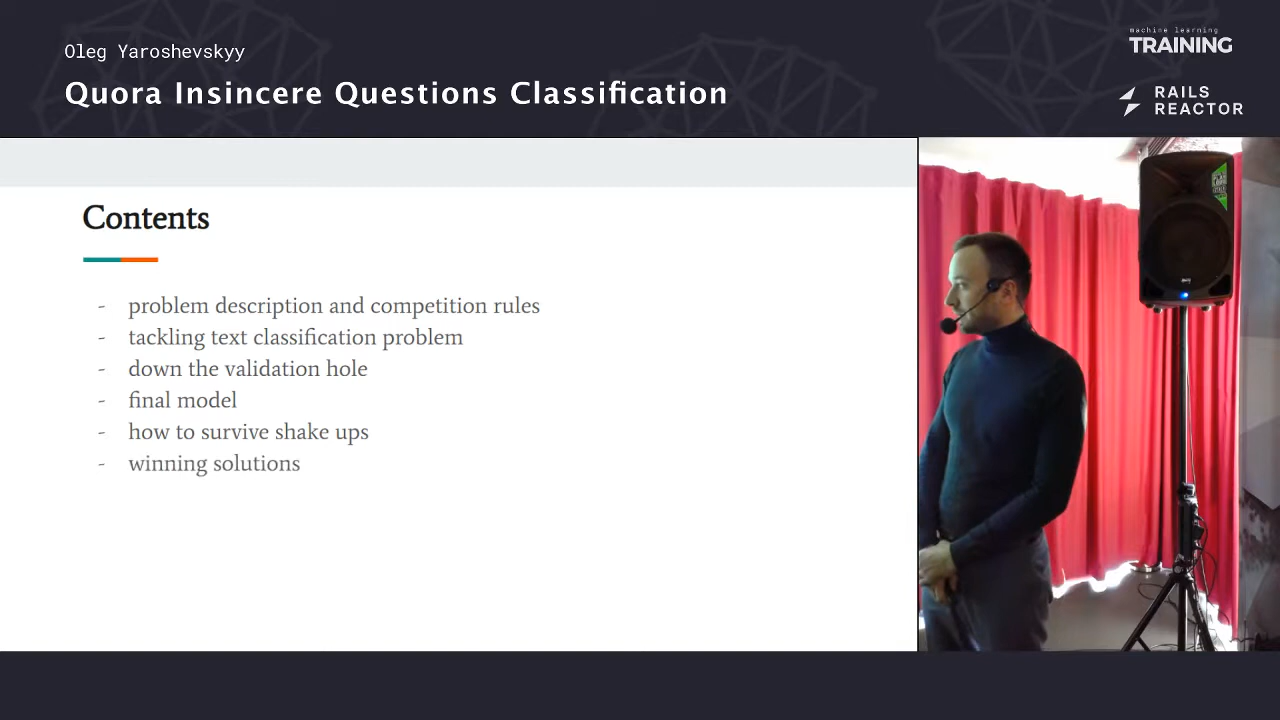 Oleg Yaroshevskyy
Quora Insincere Questions Classification
machine learning
TRAINING
RAILS
REACTOR
Contents
- problem description and competition rules
- tackling text classification problem
- down the validation hole
- final model
- how to survive shake ups
- winning solutions